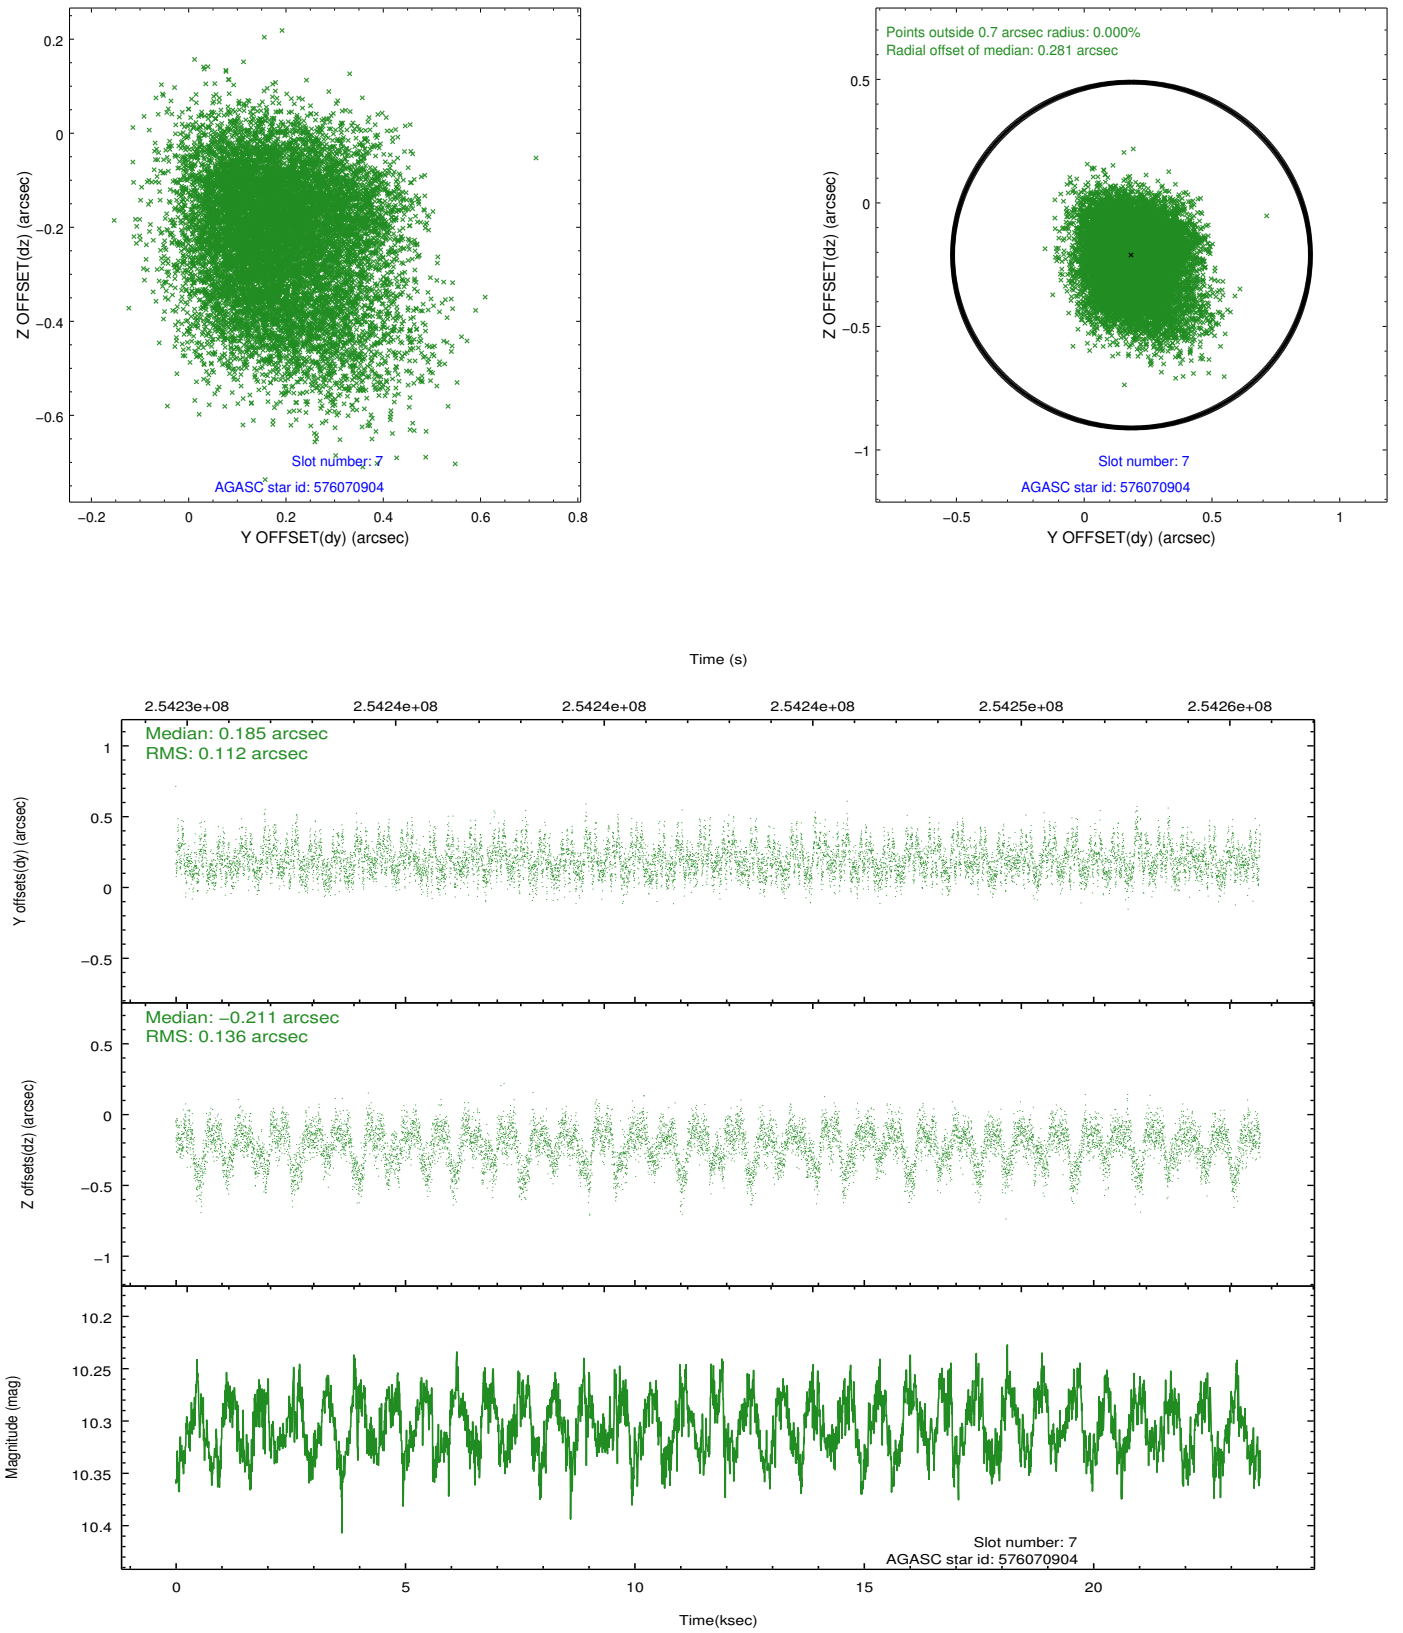 0.2
0
−0.2
−0.4
−0.6
Z OFFSET(dz) (arcsec)
Slot number: 7
AGASC star id: 576070904
−0.2 0 0.2 0.4 0.6 0.8
Y OFFSET(dy) (arcsec)
Points outside 0.7 arcsec radius: 0.000%
Radial offset of median: 0.281 arcsec
0.5
0
−0.5
−1
Z OFFSET(dz) (arcsec)
Slot number: 7
AGASC star id: 576070904
−0.5 0 0.5 1
Y OFFSET(dy) (arcsec)
Time (s)
2.5423e+08 2.5424e+08 2.5424e+08 2.5424e+08 2.5425e+08 2.5426e+08
Median: 0.185 arcsec
RMS: 0.112 arcsec
1
0.5
0
−0.5
Y offsets(dy) (arcsec)
Median: −0.211 arcsec
RMS: 0.136 arcsec
0.5
0
−0.5
−1
Z offsets(dz) (arcsec)
10.2
10.25
10.3
10.35
10.4
Magnitude (mag)
Slot number: 7
AGASC star id: 576070904
0 5 10 15 20
Time(ksec)